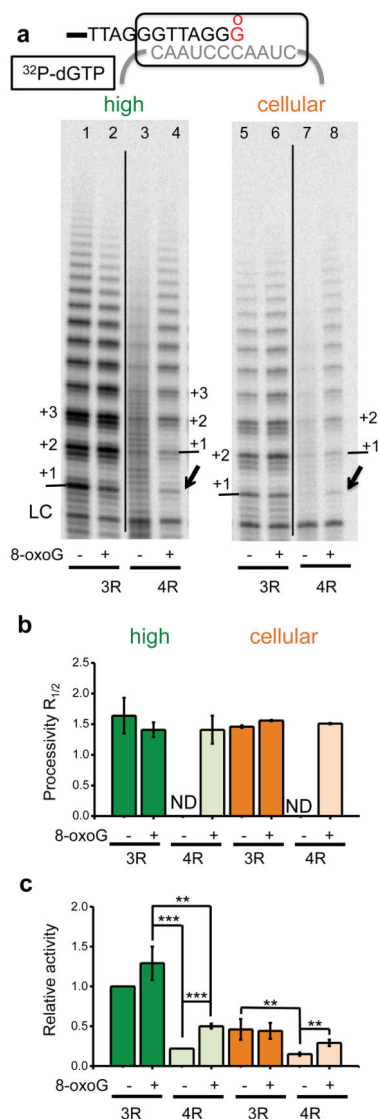 a
O
TTAGGGTTAGGG
CAAUCCCAAUC
32P-dGTP
high cellular
1 2 3 4 5 6 7 8
+3
+3
+2
+2
+2
+1
+2
+1
+1
+1
LC
8-oxoG - + - + - + - +
3R 4R 3R 4R
b
high cellular
Processivity R1/2
2.5
2.0
1.5
1.0
0.5
0.0
ND ND
8-oxoG - + - + - + - +
3R 4R 3R 4R
c
Relative activity
2.0
1.5
1.0
0.5
0.0
**
***
***
**
**
8-oxoG - + - + - + - +
3R 4R 3R 4R